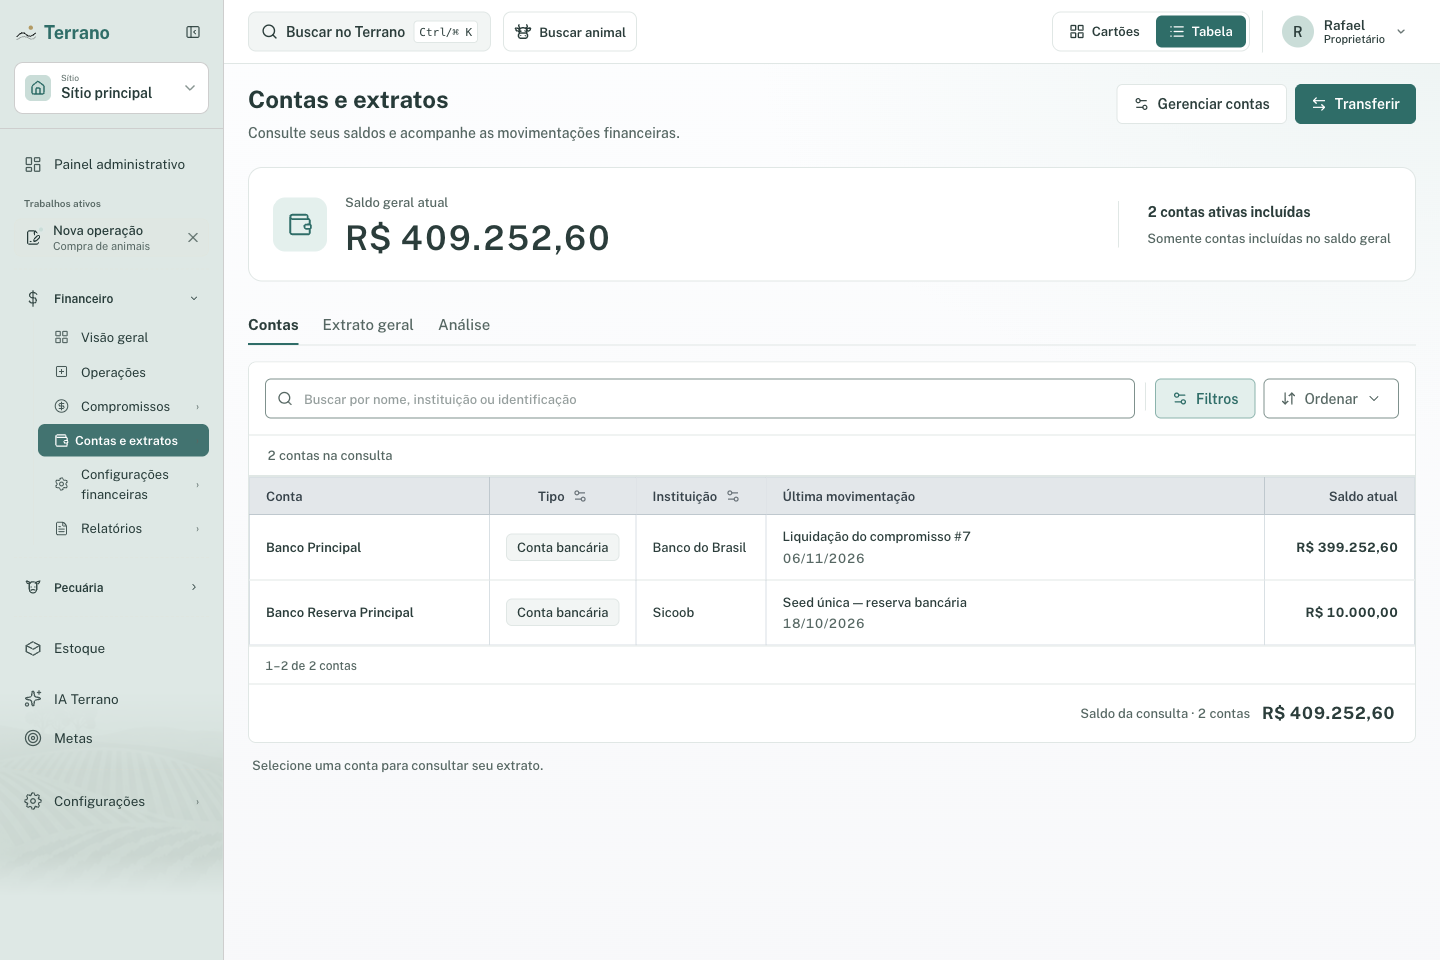 Terrano
Sítio
Sítio principal
Painel administrativo
Trabalhos ativos
Nova operação
Compra de animais
Financeiro
Visão geral
Operações
Compromissos
Contas e extratos
Configurações
financeiras
Relatórios
Pecuária
Estoque
IA Terrano
Metas
Configurações
Buscar no Terrano Ctrl/⌘ K
Buscar animal
Cartões
Tabela
R
Rafael
Proprietário
Contas e extratos
Consulte seus saldos e acompanhe as movimentações financeiras.
Gerenciar contas
Transferir
Saldo geral atual
R$ 409.252,60
2 contas ativas incluídas
Somente contas incluídas no saldo geral
Contas Extrato geral Análise
Buscar por nome, instituição ou identificação
Filtros
Ordenar
2 contas na consulta
Conta Tipo Instituição Última movimentação Saldo atual
Banco Principal Conta bancária Banco do Brasil Liquidação do compromisso #7 R$ 399.252,60
06/11/2026
Banco Reserva Principal Conta bancária Sicoob Seed única — reserva bancária R$ 10.000,00
18/10/2026
1–2 de 2 contas
Saldo da consulta · 2 contas R$ 409.252,60
Selecione uma conta para consultar seu extrato.